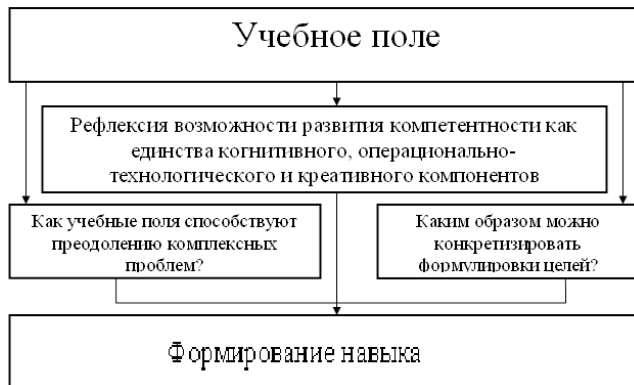 Учебное поле
Рефлексия возможности развития компетентности как
единства когнитивного, операционально-
технологического и креативного компонентов
Как учебные поля способствуют
преодолению комплексных
проблем?
Каким образом можно
конкретизировать
формулировки целей?
Формирование навыка